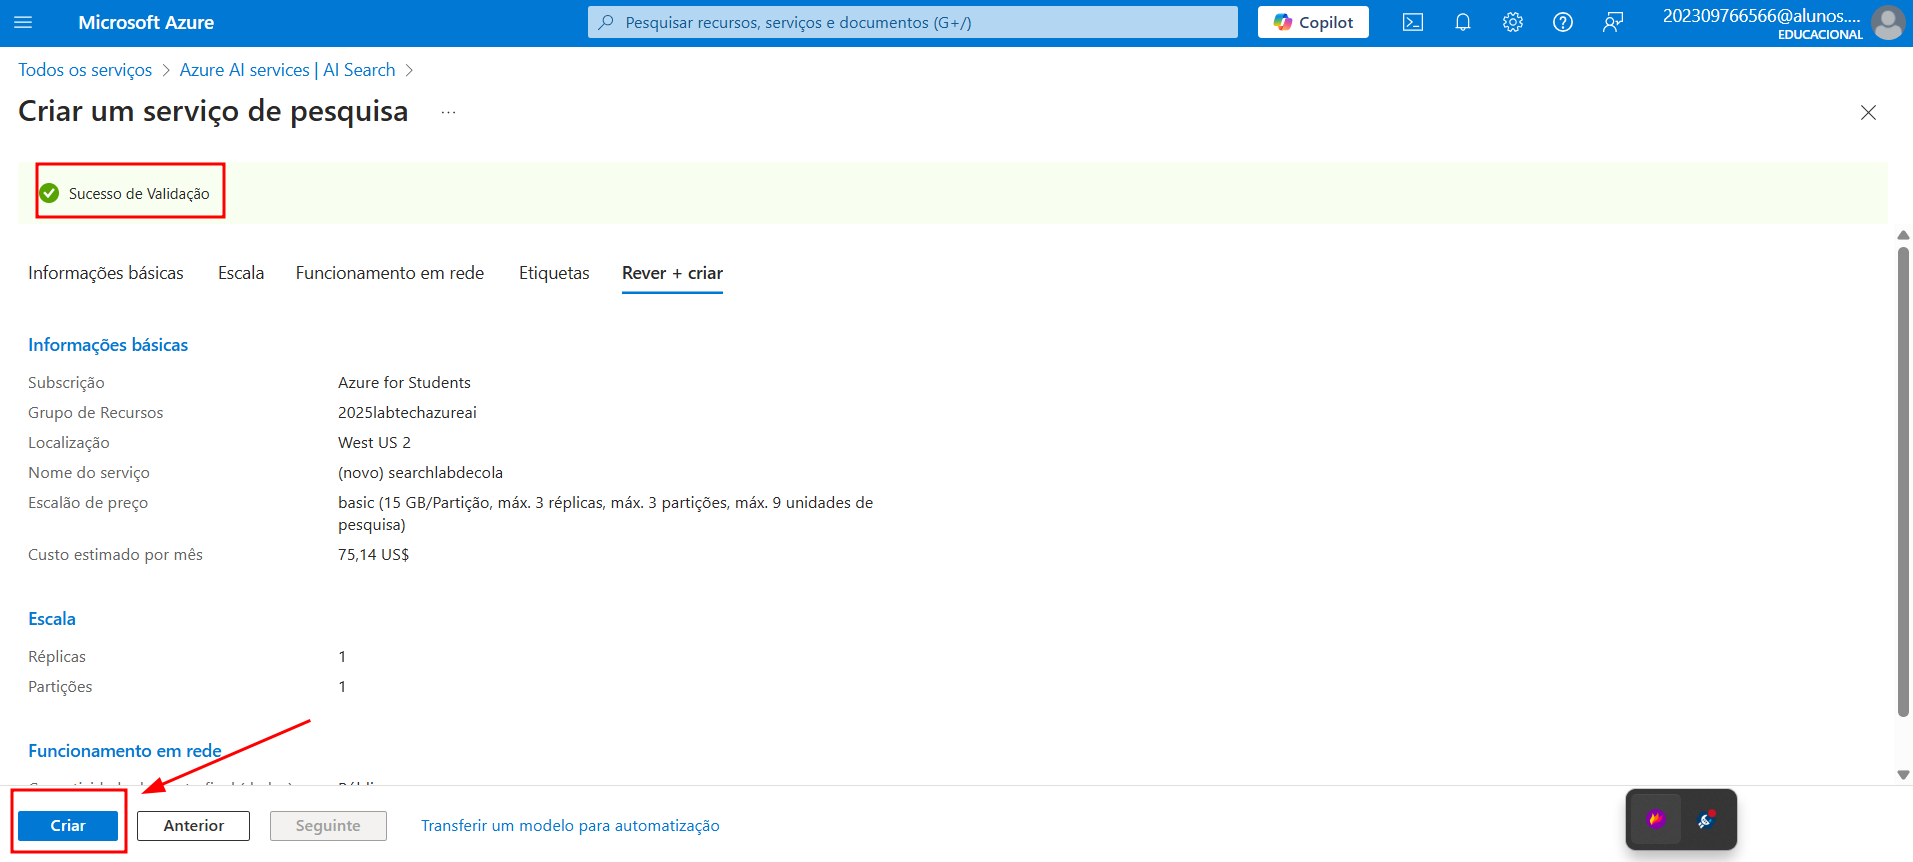 Microsoft Azure
Pesquisar recursos, serviços e documentos (G+/)
Copilot
202309766566@alunos....
EDUCACIONAL
Todos os serviços > Azure AI services | AI Search >
Criar um serviço de pesquisa ...
Sucesso de Validação
Informações básicas Escala Funcionamento em rede Etiquetas Rever + criar
Informações básicas
Subscrição Azure for Students
Grupo de Recursos 2025labtechazureai
Localização West US 2
Nome do serviço (novo) searchlabdecola
Escalão de preço basic (15 GB/Partição, máx. 3 réplicas, máx. 3 partições, máx. 9 unidades de
pesquisa)
Custo estimado por mês 75,14 US$
Escala
Réplicas 1
Partições 1
Funcionamento em rede
Criar Anterior Seguinte Transferir um modelo para automatização